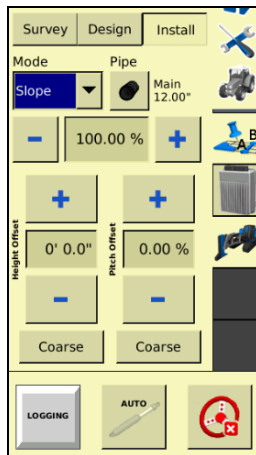 Survey Design Install
Mode Pipe
Slope Main 12.00"
- 100.00 % +
+ +
Height Offset 0' 0.0" Pitch Offset 0.00 %
- -
Coarse Coarse
A B
LOGGING AUTO